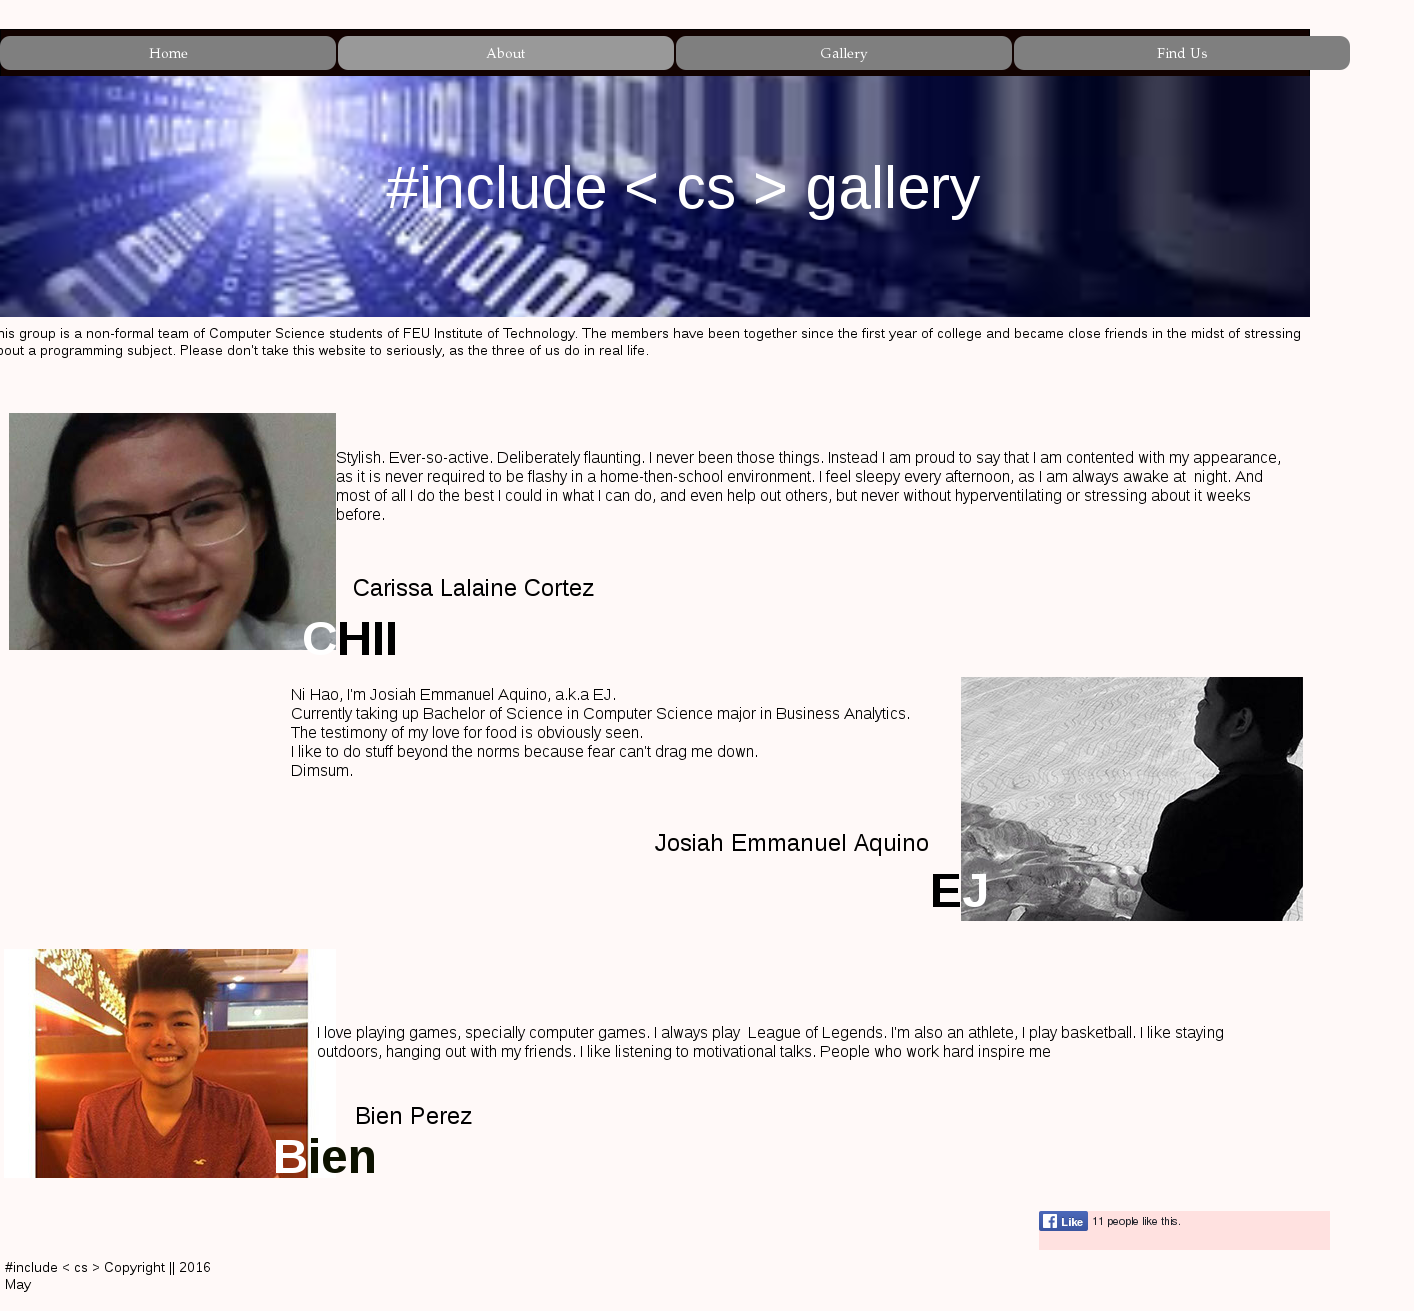 Home
About
Gallery
Find Us
#include < cs > gallery
his group is a non-formal team of Computer Science students of FEU Institute of Technology. The members have been together since the first year of college and became close friends in the midst of stressing
bout a programming subject. Please don't take this website to seriously, as the three of us do in real life.
Stylish. Ever-so-active. Deliberately flaunting. I never been those things. Instead I am proud to say that I am contented with my appearance,
as it is never required to be flashy in a home-then-school environment. I feel sleepy every afternoon, as I am always awake at  night. And
most of all I do the best I could in what I can do, and even help out others, but never without hyperventilating or stressing about it weeks
before.
Carissa Lalaine Cortez
CHII
Ni Hao, I'm Josiah Emmanuel Aquino, a.k.a EJ.
Currently taking up Bachelor of Science in Computer Science major in Business Analytics.
The testimony of my love for food is obviously seen.
I like to do stuff beyond the norms because fear can't drag me down.
Dimsum.
Josiah Emmanuel Aquino
EJ
I love playing games, specially computer games. I always play  League of Legends. I'm also an athlete, I play basketball. I like staying
outdoors, hanging out with my friends. I like listening to motivational talks. People who work hard inspire me
Bien Perez
Bien
Like 11 people like this.
#include < cs > Copyright || 2016
May